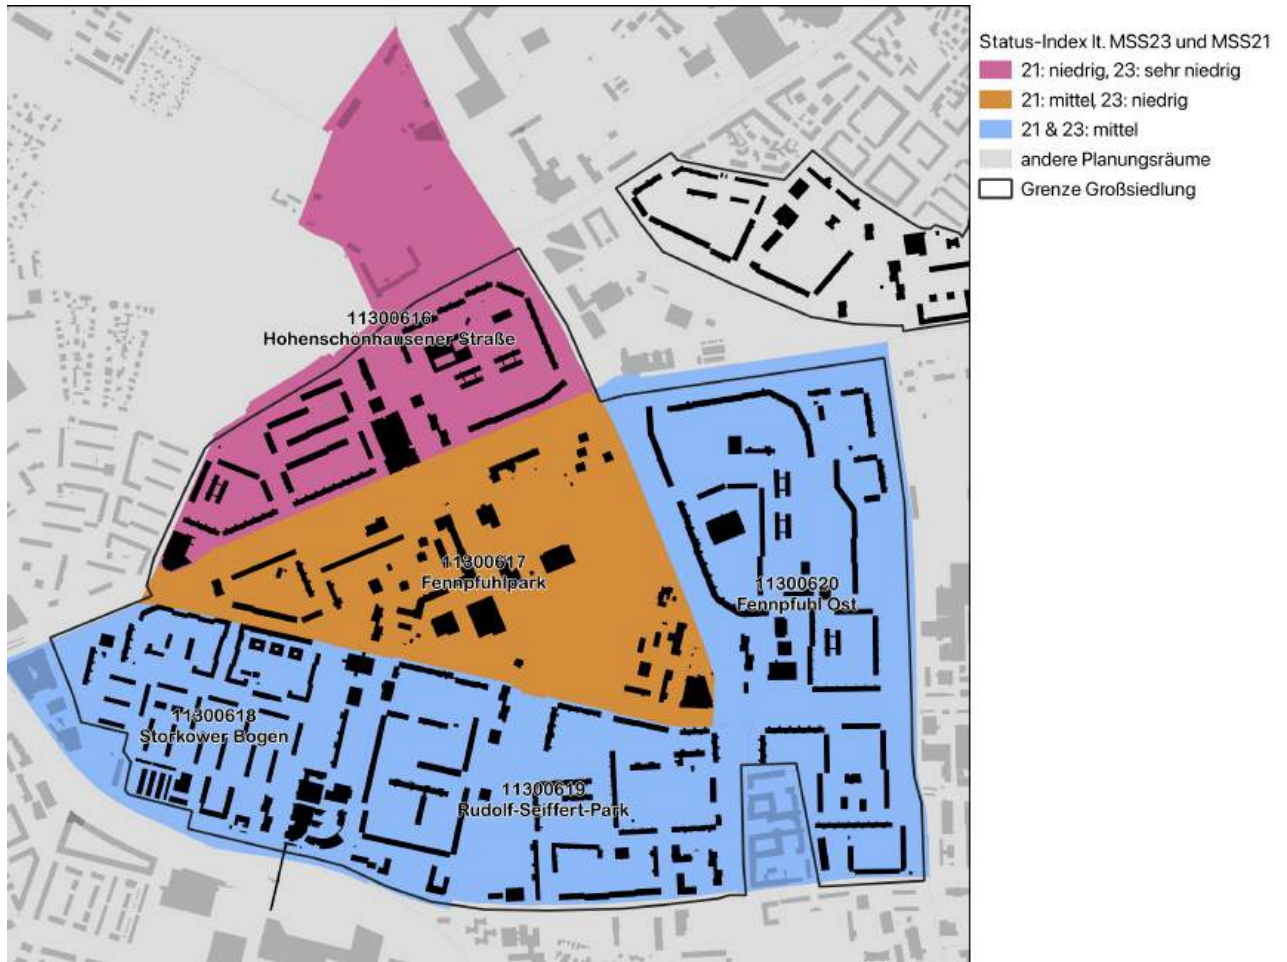 Status-Index lt. MSS23 und MSS21
21: niedrig, 23: sehr niedrig
21: mittel, 23: niedrig
21 & 23: mittel
andere Planungsräume
Grenze Großsiedlung
11300616
Hohenschönhausener Straße
11300617
Fennpfuhlpark
11300620
Fennpfuhl Ost
11300618
Storkower Bogen
11300619
Rudolf-Seiffert-Park